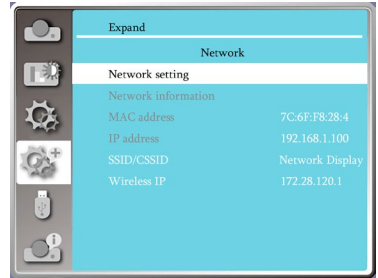 Expand
Network
Network setting
Network information
MAC address 7C:6F:F8:28:4
IP address 192.168.1.100
SSID/CSSID Network Display
Wireless IP 172.28.120.1